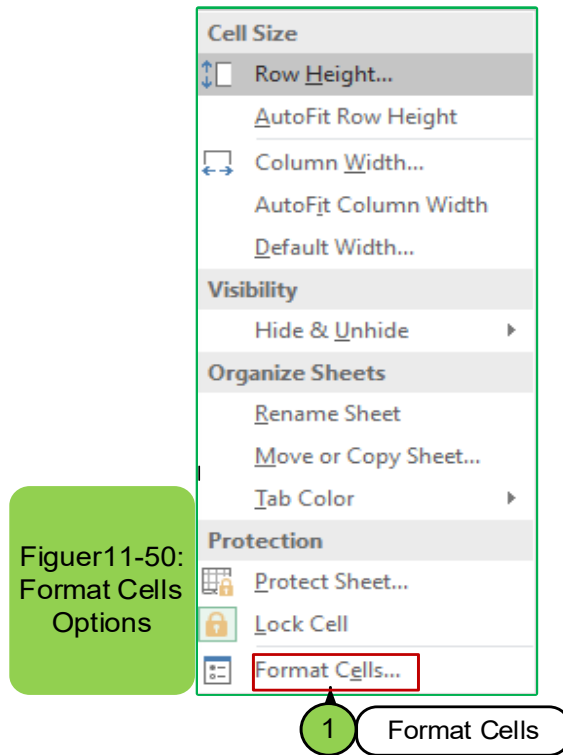 Cell Size
Row Height...
AutoFit Row Height
Column Width...
AutoFit Column Width
Default Width...
Visibility
Hide & Unhide
Organize Sheets
Rename Sheet
Move or Copy Sheet...
Tab Color
Protection
Protect Sheet...
Lock Cell
Format Cells...
Figuer11-50:
Format Cells
Options
1 Format Cells